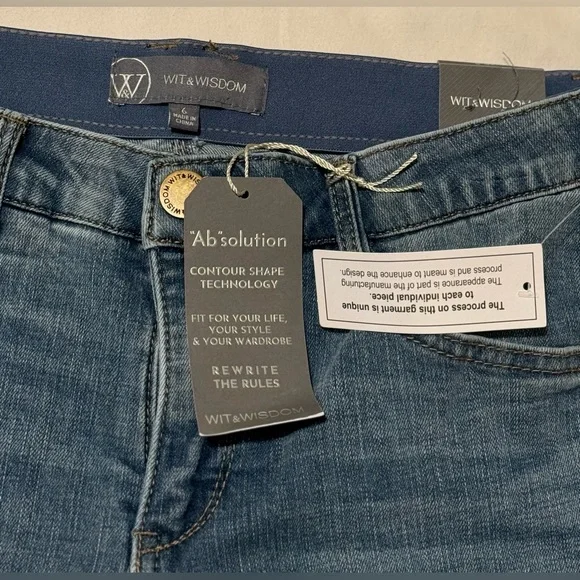 WIT & WISDOM
6
MADE IN
CHINA
WIT & WISDOM
WIT & WISDOM
"Ab"solution
CONTOUR SHAPE
TECHNOLOGY
FIT FOR YOUR LIFE,
YOUR STYLE
& YOUR WARDROBE
REWRITE
THE RULES
WIT & WISDOM
The process on this garment is unique
to each individual piece.
The appearance is part of the manufacturing
process and is meant to enhance the design.